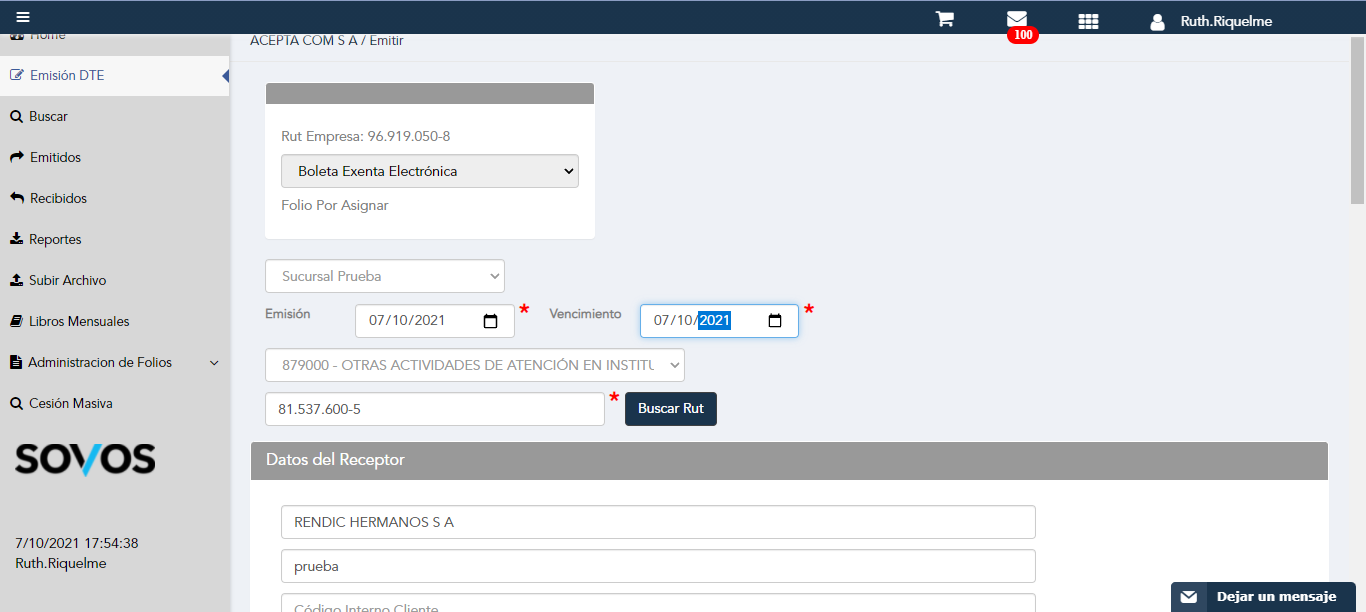 Ruth.Riquelme
100
Home
Emisión DTE
Buscar
Emitidos
Recibidos
Reportes
Subir Archivo
Libros Mensuales
Administracion de Folios
Cesión Masiva
SOVOS
7/10/2021 17:54:38
Ruth.Riquelme
ACEPTA COM S A / Emitir
Rut Empresa: 96.919.050-8
Boleta Exenta Electrónica
Folio Por Asignar
Sucursal Prueba
Emisión 07/10/2021 * Vencimiento 07/10/2021 *
879000 - OTRAS ACTIVIDADES DE ATENCIÓN EN INSTITU
81.537.600-5 * Buscar Rut
Datos del Receptor
RENDIC HERMANOS S A
prueba
Código Interno Cliente
Dejar un mensaje